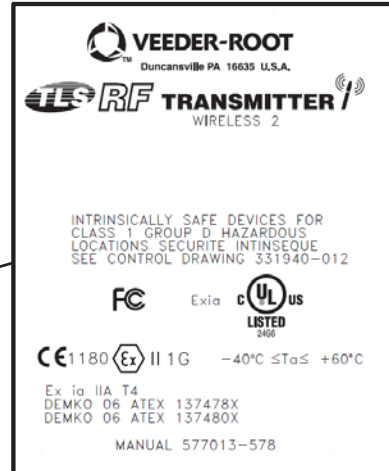 VEEDER-ROOT
TM
Duncansville PA 16635 U.S.A.
TLS RF TRANSMITTER
WIRELESS 2
INTRINSICALLY SAFE DEVICES FOR
CLASS 1 GROUP D HAZARDOUS
LOCATIONS SECURITE INTINSEQUE
SEE CONTROL DRAWING 331940-012
FC Exia C UL US
LISTED
24G6
CE1180 Ex II 1G -40°C ≤Ta≤ +60°C
Ex ia IIA T4
DEMKO 06 ATEX 137478X
DEMKO 06 ATEX 137480X
MANUAL 577013-578